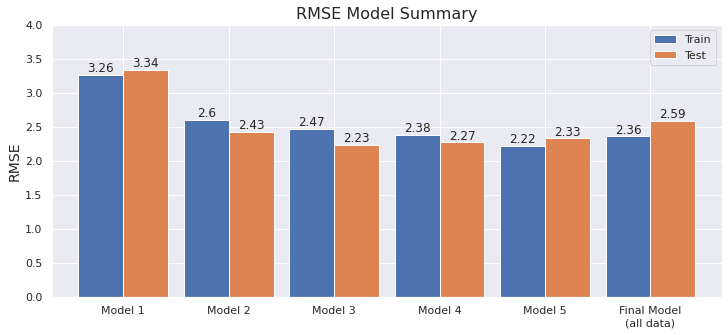 RMSE Model Summary
RMSE
4.0
3.5
3.0
2.5
2.0
1.5
1.0
0.5
0.0
Train
Test
3.26
3.34
2.6
2.43
2.47
2.23
2.38
2.27
2.22
2.33
2.36
2.59
Model 1
Model 2
Model 3
Model 4
Model 5
Final Model
(all data)